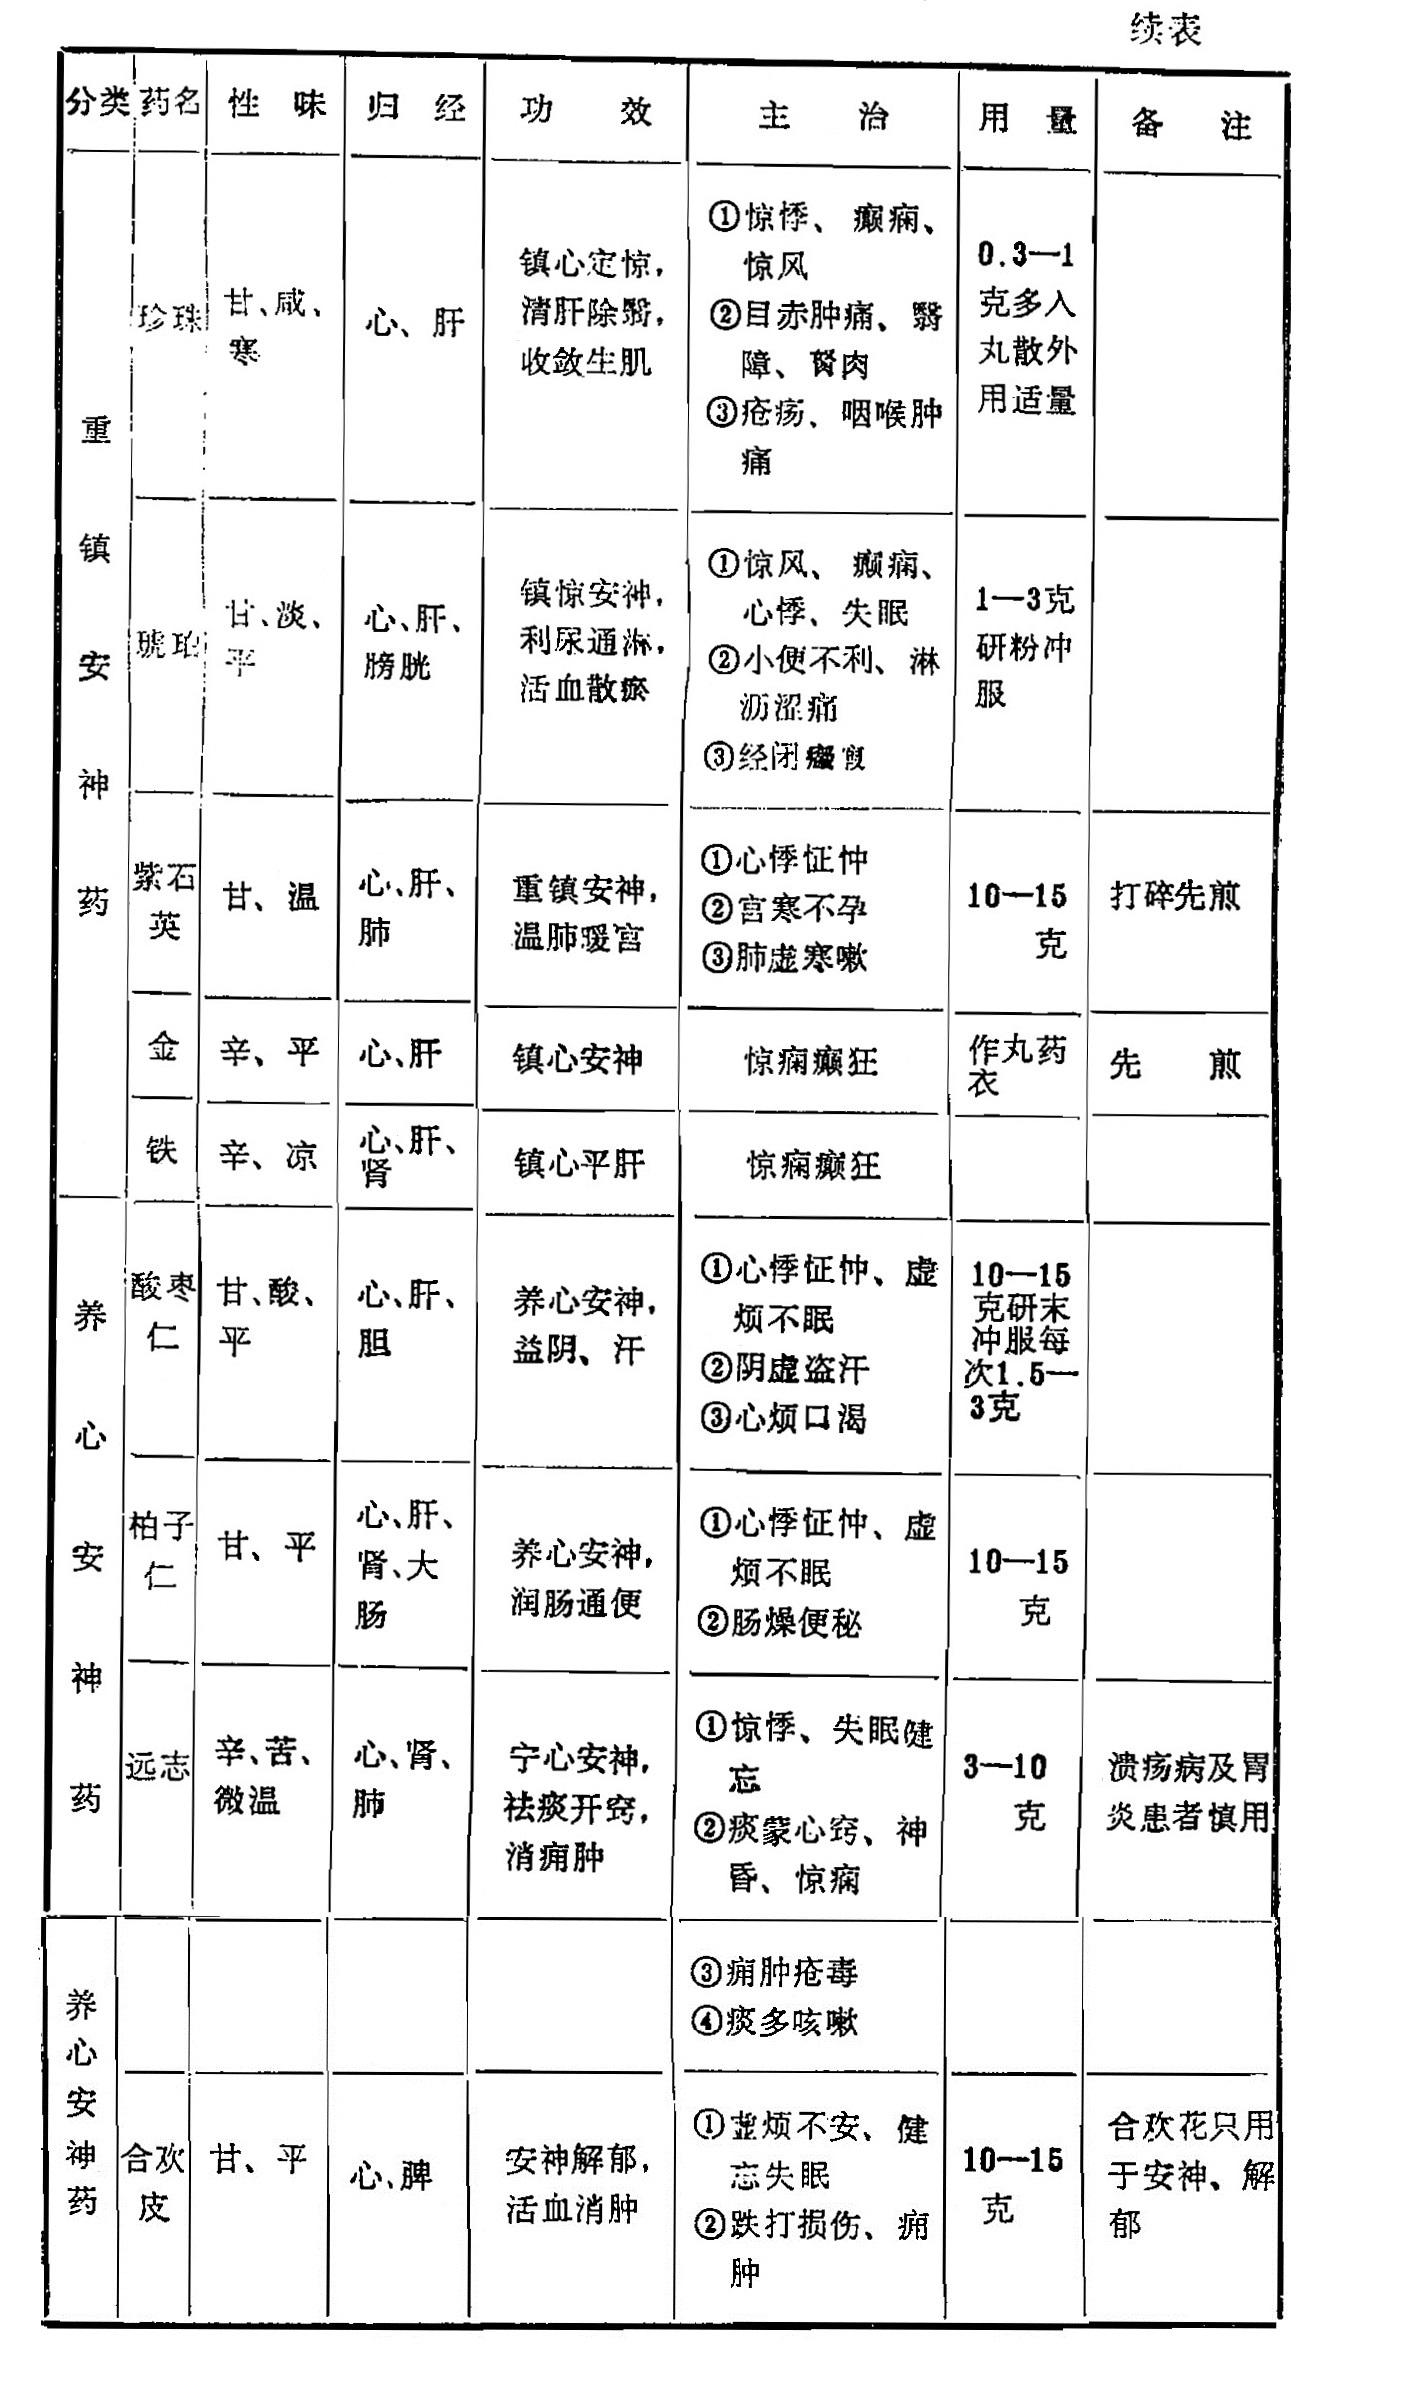 续表
分类 药名 性味 归经 功效 主治 用量 备注
重镇安神药
珍珠
甘、咸、
寒
心、肝
镇心定惊，
清肝除翳，
收敛生肌
①惊悸、癫痫、
惊风
②目赤肿痛、翳
障、胬肉
③疮疡、咽喉肿
痛
0.3—1
克多入
丸散外
用适量
琥珀
甘、淡、
平
心、肝、
膀胱
镇惊安神，
利尿通淋，
活血散瘀
①惊风、癫痫、
心悸、失眠
②小便不利、淋
沥涩痛
③经闭癥瘕
1—3克
研粉冲
服
紫石
英
甘、温
心、肝、
肺
重镇安神，
温肺暖宫
①心悸怔忡
②宫寒不孕
③肺虚寒嗽
10—15
克
打碎先煎
金
辛、平
心、肝
镇心安神
惊痫癫狂
作丸药
衣
先煎
铁
辛、凉
心、肝、
肾
镇心平肝
惊痫癫狂
养心安神药
酸枣
仁
甘、酸、
平
心、肝、
胆
养心安神，
益阴、汗
①心悸怔忡、虚
烦不眠
②阴虚盗汗
③心烦口渴
10—15
克研末
冲服每
次1.5—
3克
柏子
仁
甘、平
心、肝、
肾、大
肠
养心安神，
润肠通便
①心悸怔忡、虚
烦不眠
②肠燥便秘
10—15
克
远志
辛、苦、
微温
心、肾、
肺
宁心安神，
祛痰开窍，
消痈肿
①惊悸、失眠健
忘
②痰蒙心窍、神
昏、惊痫
3—10
克
溃疡病及胃
炎患者慎用
养心安神药
③痈肿疮毒
④痰多咳嗽
合欢
皮
甘、平
心、脾
安神解郁，
活血消肿
①虚烦不安、健
忘失眠
②跌打损伤、痈
肿
10—15
克
合欢花只用
于安神、解
郁